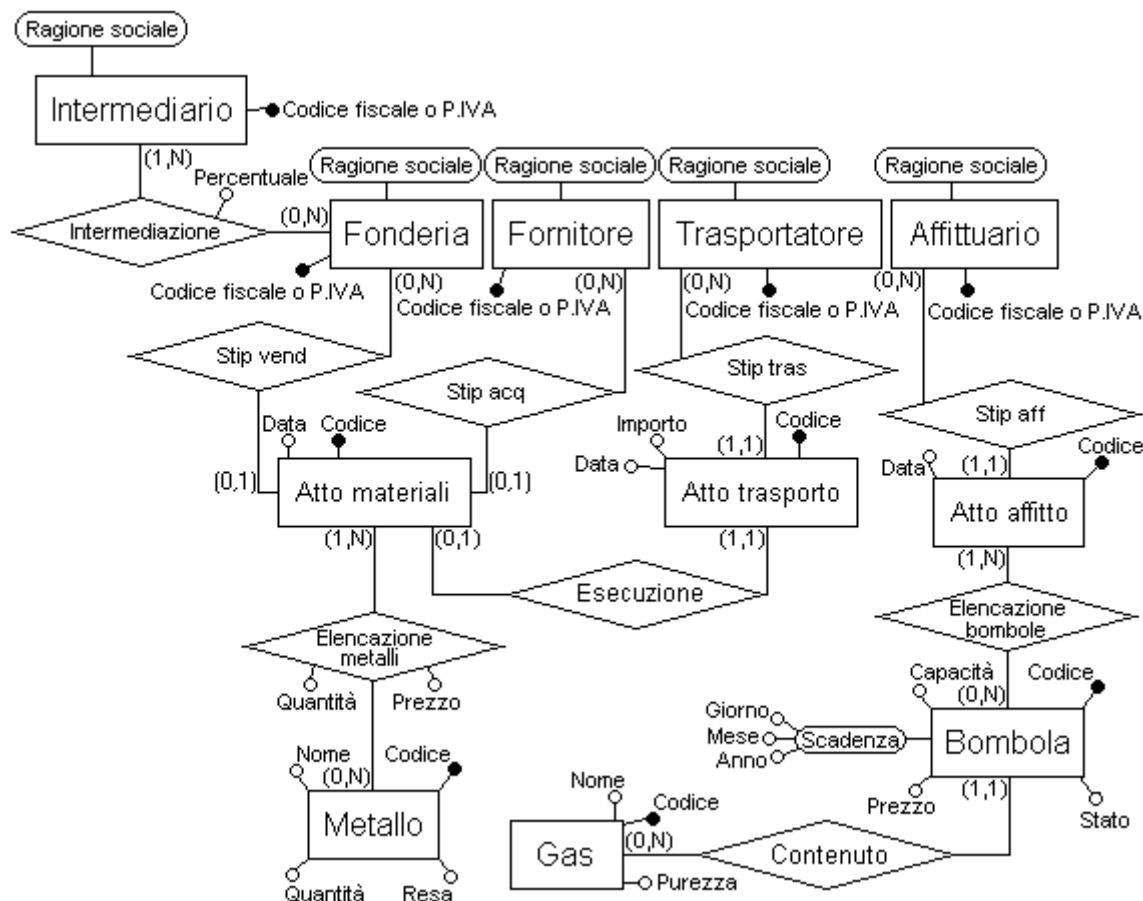 Ragione sociale
Intermediario
Codice fiscale o P.IVA
(1,N)
Percentuale
Intermediazione
(0,N)
Ragione sociale
Ragione sociale
Ragione sociale
Ragione sociale
Fonderia
Fornitore
Trasportatore
Affittuario
Codice fiscale o P.IVA
(0,N)
Codice fiscale o P.IVA
(0,N)
(0,N)
Codice fiscale o P.IVA
(0,N)
Codice fiscale o P.IVA
Stip vend
Stip acq
Stip tras
Stip aff
Data
Codice
(0,1)
Atto materiali
(0,1)
(1,N)
(0,1)
Importo
Codice
Data
(1,1)
Atto trasporto
(1,1)
Data
(1,1)
Codice
Atto affitto
(1,N)
Esecuzione
Elencazione
metalli
Quantità
Prezzo
Elencazione
bombole
Capacità
Codice
(0,N)
Giorno
Mese
Anno
Scadenza
Bombola
Prezzo
(1,1)
Stato
Nome
Codice
(0,N)
Metallo
Quantità
Resa
Nome
Codice
Gas
(0,N)
Purezza
Contenuto